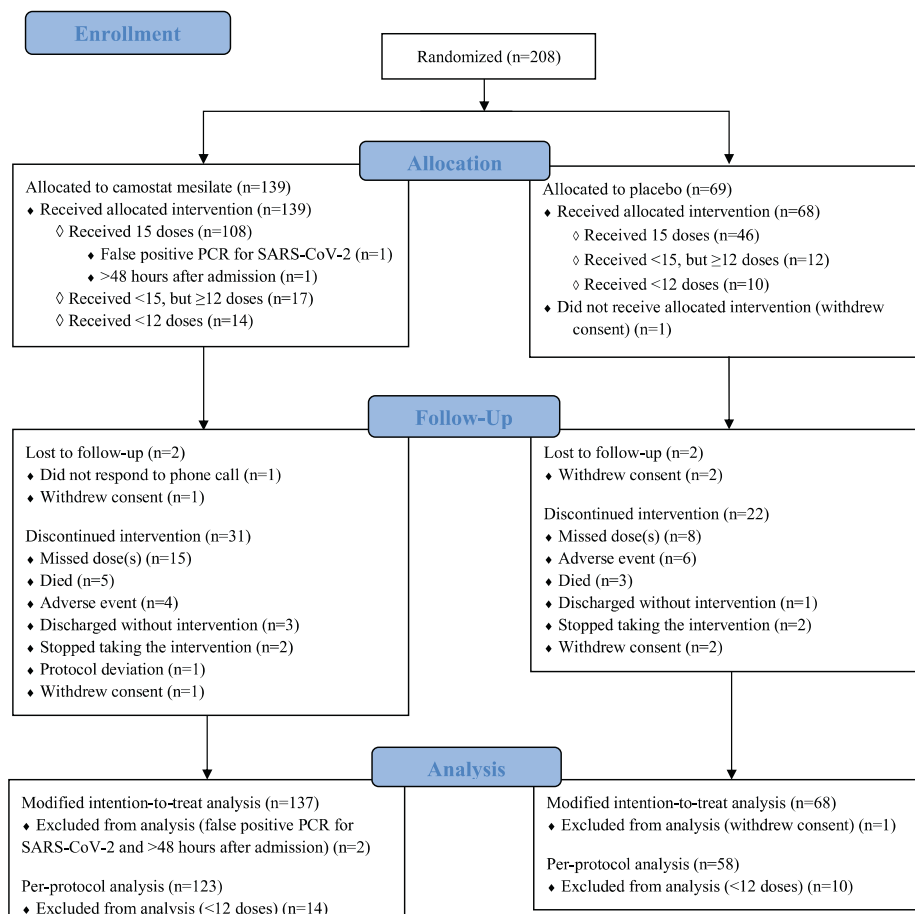 Enrollment
Randomized (n=208)
Allocation
Allocated to camostat mesilate (n=139)
♦ Received allocated intervention (n=139)
◊ Received 15 doses (n=108)
♦ False positive PCR for SARS-CoV-2 (n=1)
♦ >48 hours after admission (n=1)
◊ Received <15, but ≥12 doses (n=17)
◊ Received <12 doses (n=14)
Allocated to placebo (n=69)
♦ Received allocated intervention (n=68)
◊ Received 15 doses (n=46)
◊ Received <15, but ≥12 doses (n=12)
◊ Received <12 doses (n=10)
♦ Did not receive allocated intervention (withdrew
consent) (n=1)
Follow-Up
Lost to follow-up (n=2)
♦ Did not respond to phone call (n=1)
♦ Withdrew consent (n=1)
Discontinued intervention (n=31)
♦ Missed dose(s) (n=15)
♦ Died (n=5)
♦ Adverse event (n=4)
♦ Discharged without intervention (n=3)
♦ Stopped taking the intervention (n=2)
♦ Protocol deviation (n=1)
♦ Withdrew consent (n=1)
Lost to follow-up (n=2)
♦ Withdrew consent (n=2)
Discontinued intervention (n=22)
♦ Missed dose(s) (n=8)
♦ Adverse event (n=6)
♦ Died (n=3)
♦ Discharged without intervention (n=1)
♦ Stopped taking the intervention (n=2)
♦ Withdrew consent (n=2)
Analysis
Modified intention-to-treat analysis (n=137)
♦ Excluded from analysis (false positive PCR for
SARS-CoV-2 and >48 hours after admission) (n=2)
Per-protocol analysis (n=123)
♦ Excluded from analysis (<12 doses) (n=14)
Modified intention-to-treat analysis (n=68)
♦ Excluded from analysis (withdrew consent) (n=1)
Per-protocol analysis (n=58)
♦ Excluded from analysis (<12 doses) (n=10)